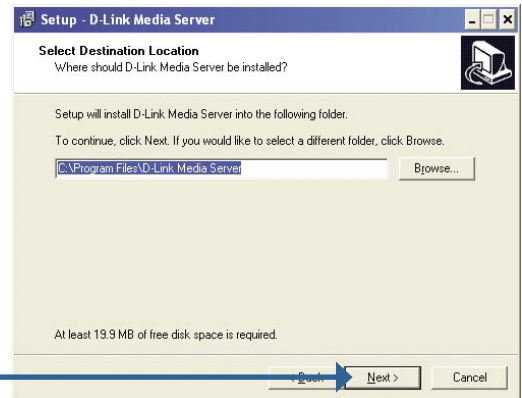 Setup - D-Link Media Server
Select Destination Location
Where should D-Link Media Server be installed?
Setup will install D-Link Media Server into the following folder.
To continue, click Next. If you would like to select a different folder, click Browse.
C:\Program Files\D-Link Media Server
Browse...
At least 19.9 MB of free disk space is required.
< Back
Next >
Cancel